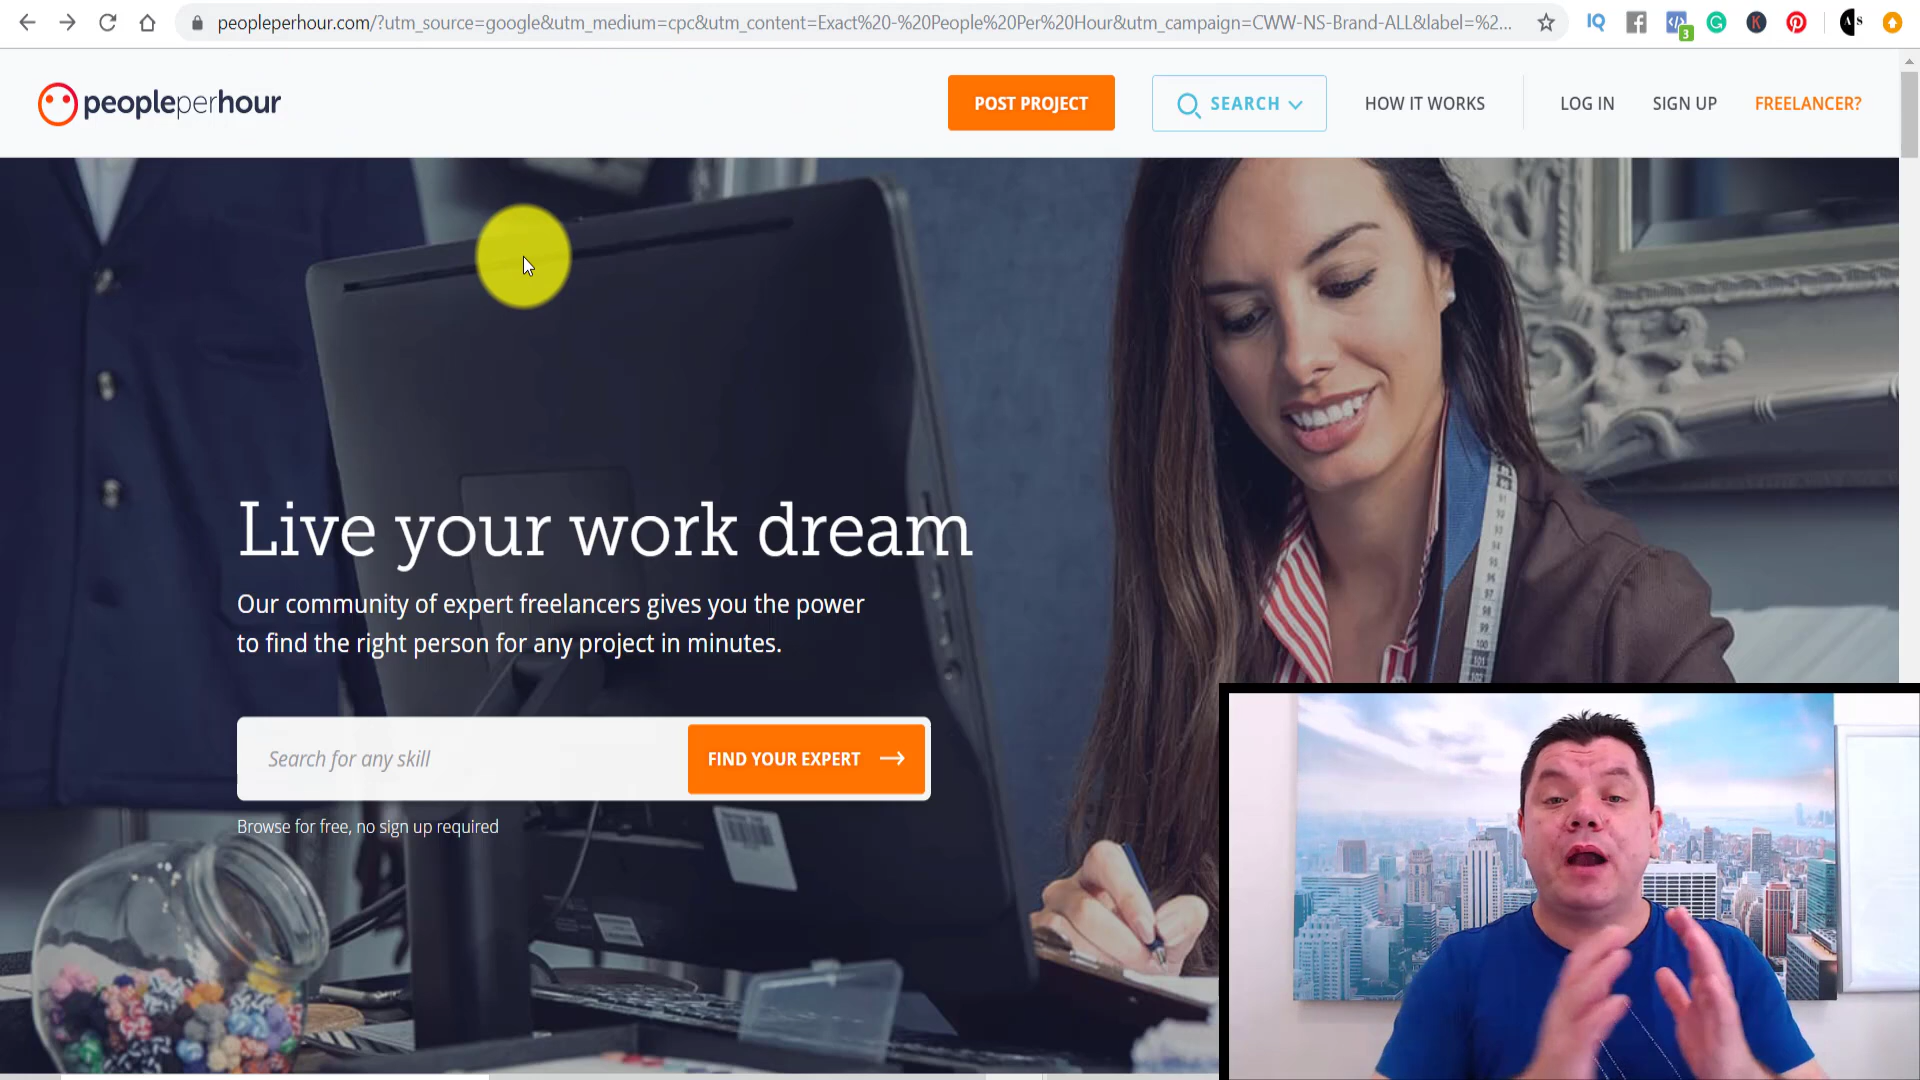 peopleperhour.com/?utm_source=google&utm_medium=cpc&utm_content=Exact%20-%20People%20Per%20Hour&utm_campaign=CWW-NS-Brand-ALL&label=%2...
IQ
3
G
K
A S
peopleperhour
POST PROJECT
SEARCH
HOW IT WORKS
LOG IN
SIGN UP
FREELANCER?
Live your work dream
Our community of expert freelancers gives you the power
to find the right person for any project in minutes.
Search for any skill
FIND YOUR EXPERT
Browse for free, no sign up required